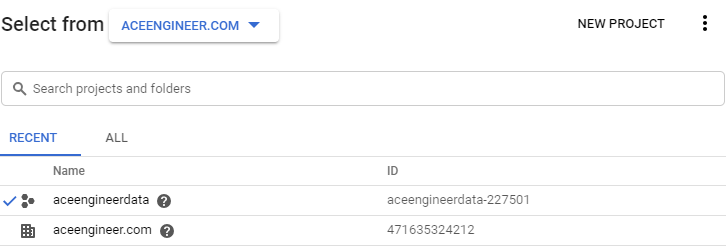 Select from ACEENGINEER.COM NEW PROJECT
Search projects and folders
RECENT ALL
Name ID
aceengineerdata aceengineerdata-227501
aceengineer.com 471635324212